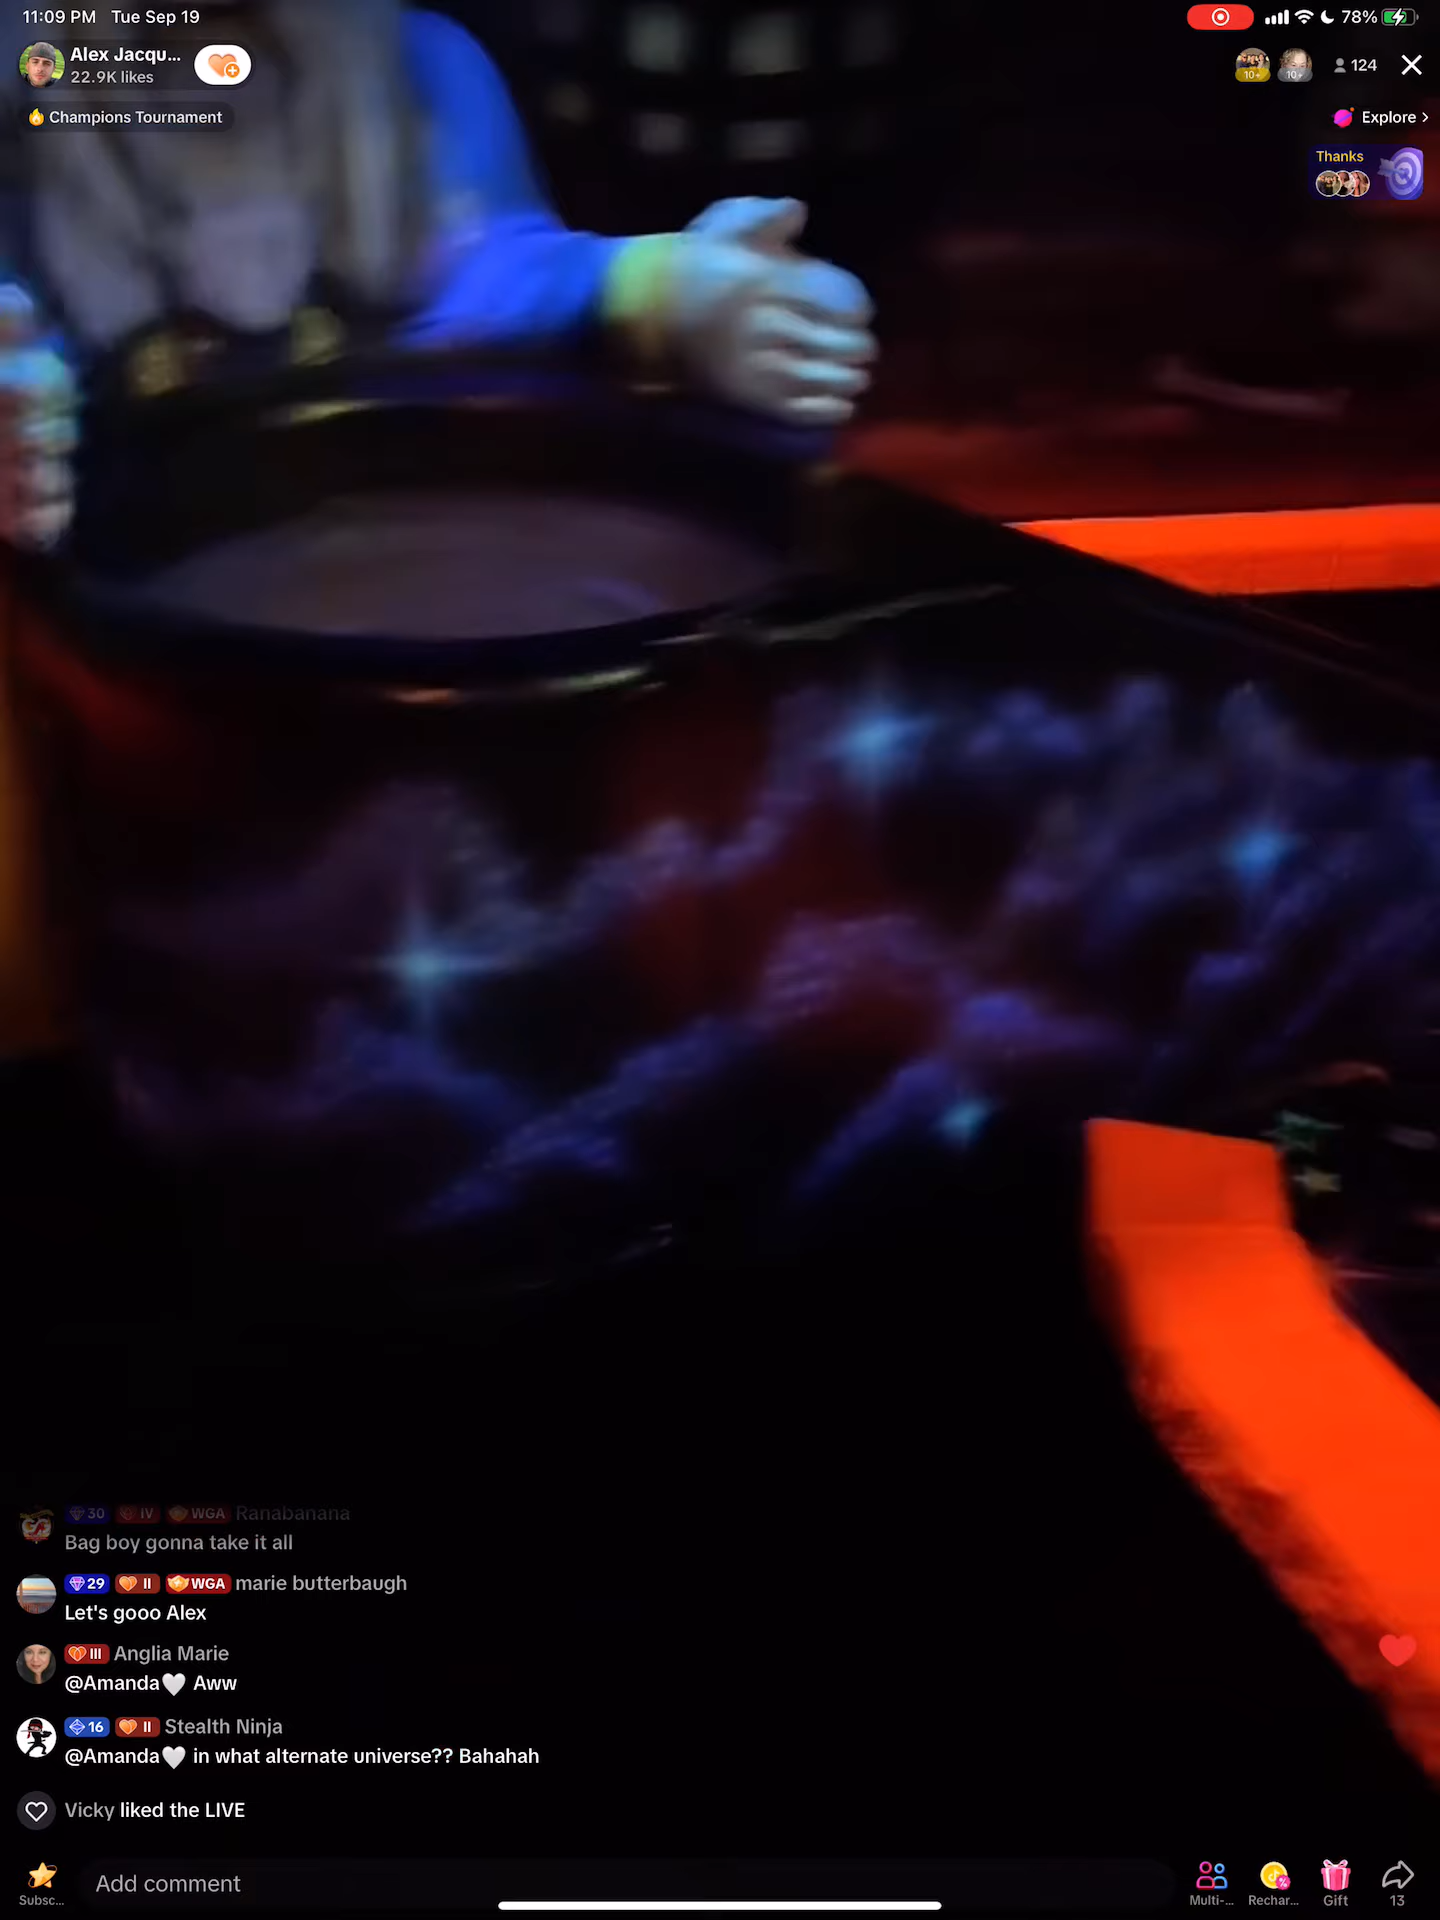 11:09 PM Tue Sep 19
78%
Alex Jacqu...
22.9K likes
10+
10+
124
Champions Tournament
Explore >
Thanks
30 IV WGA Ranabanana
Bag boy gonna take it all
29 II WGA marie butterbaugh
Let's gooo Alex
III Anglia Marie
@Amanda🤍 Aww
16 II Stealth Ninja
@Amanda🤍 in what alternate universe?? Bahahah
Vicky liked the LIVE
Subsc...
Add comment
Multi-...
Rechar...
Gift
13